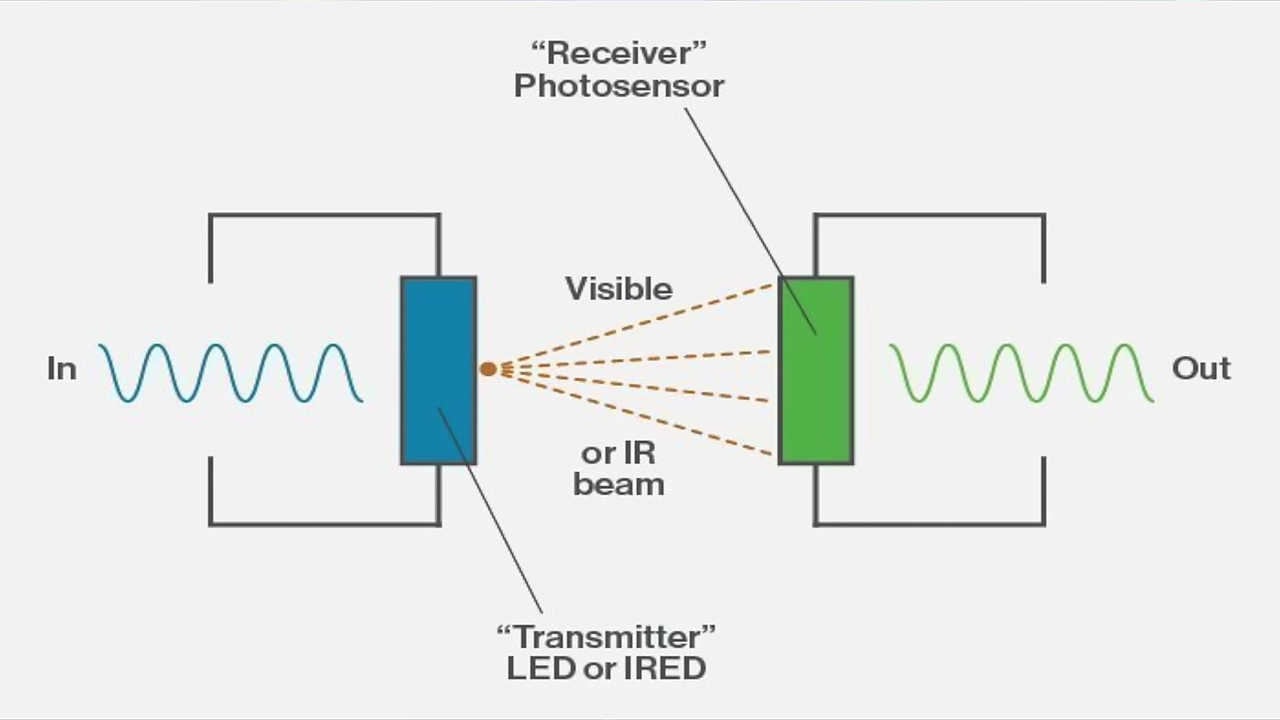 “Receiver”
Photosensor
Visible
In
Out
or IR
beam
“Transmitter”
LED or IRED